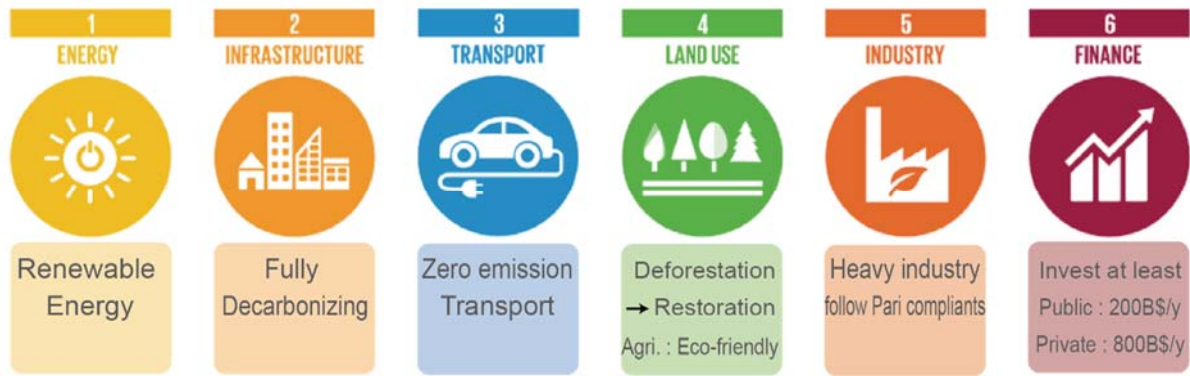 1
ENERGY
Renewable
Energy
2
INFRASTRUCTURE
Fully
Decarbonizing
3
TRANSPORT
Zero emission
Transport
4
LAND USE
Deforestation
→ Restoration
Agri. : Eco-friendly
5
INDUSTRY
Heavy industry
follow Pari compliants
6
FINANCE
Invest at least
Public : 200B$/y
Private : 800B$/y